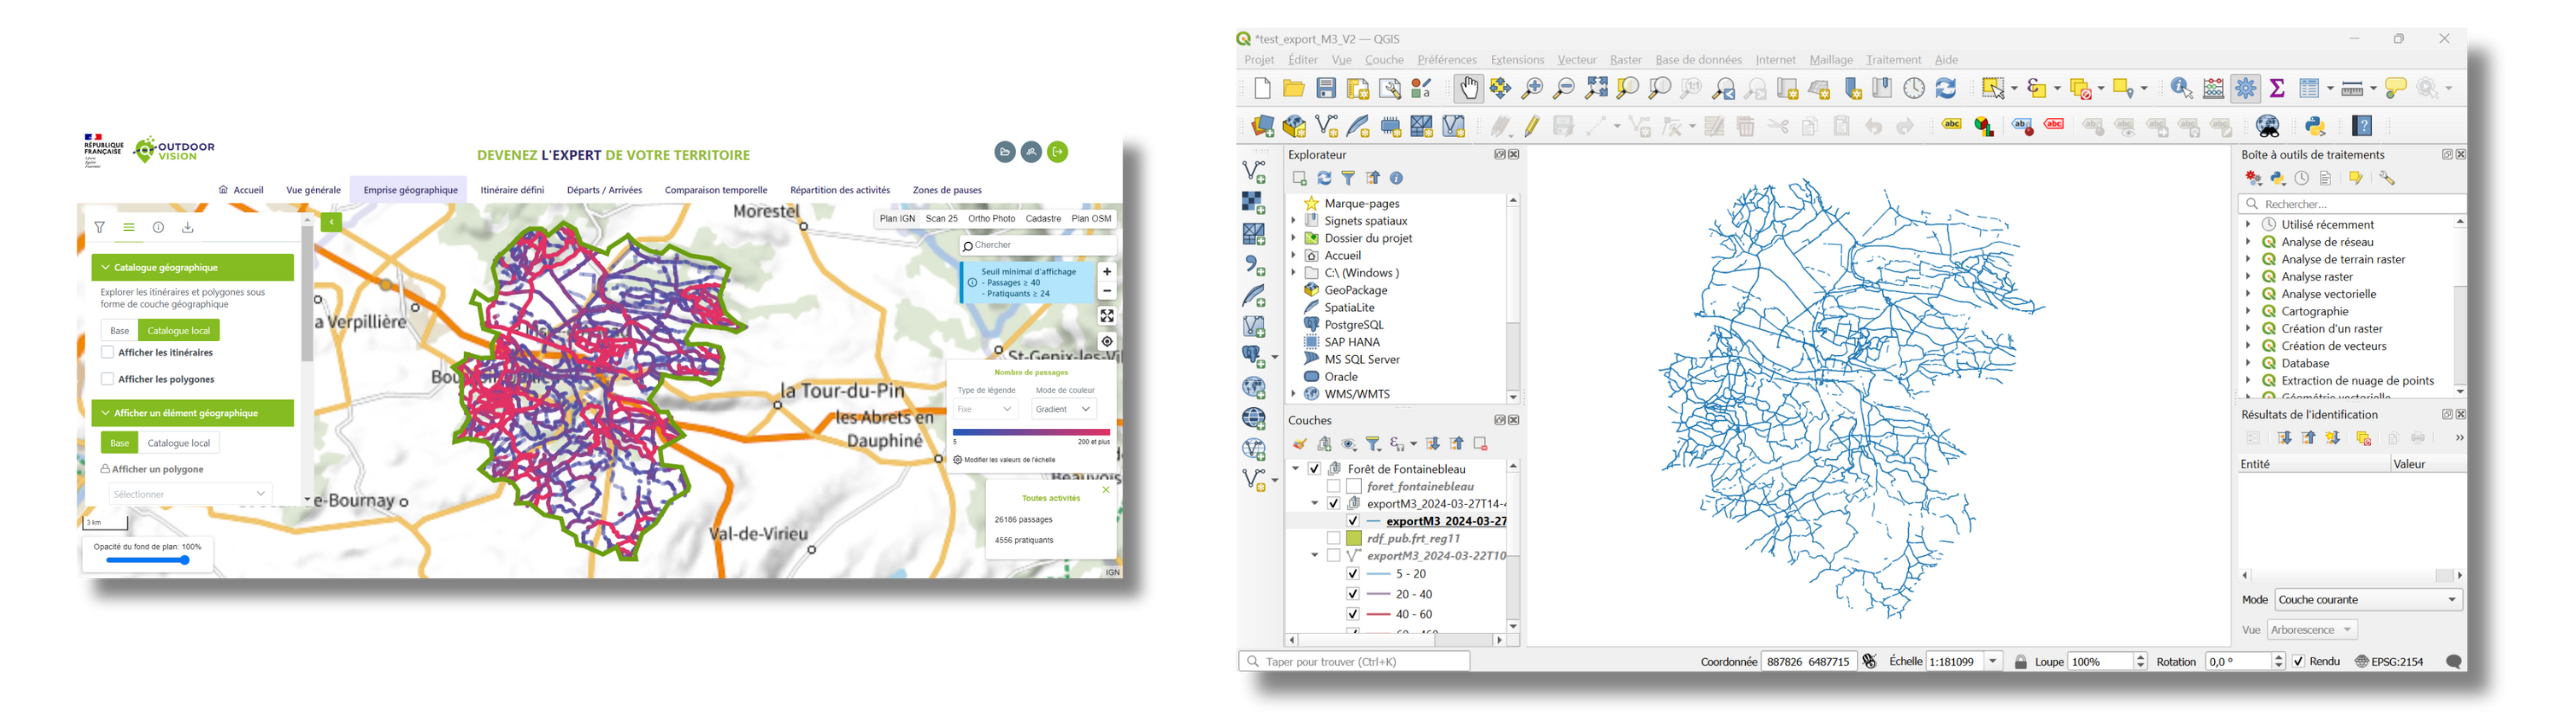 RÉPUBLIQUE
FRANÇAISE
Liberté
Égalité
Fraternité
OUTDOOR
VISION
DEVENEZ L'EXPERT DE VOTRE TERRITOIRE
Accueil
Vue générale
Emprise géographique
Itinéraire défini
Départs / Arrivées
Comparaison temporelle
Répartition des activités
Zones de pauses
Catalogue géographique
Explorer les itinéraires et polygones sous
forme de couche géographique
Base
Catalogue local
Afficher les itinéraires
Afficher les polygones
Afficher un élément géographique
Base
Catalogue local
Afficher un polygone
Sélectionner
3 km
Opacité du fond de plan: 100%
Morestel
a Verpillière
e-Bournay
St-Genix-les-Vil
la Tour-du-Pin
les Abrets en
Dauphiné
Val-de-Virieu
Plan IGN
Scan 25
Ortho Photo
Cadastre
Plan OSM
Chercher
Seuil minimal d'affichage
- Passages ≥ 40
- Pratiquants ≥ 24
Nombre de passages
Type de légende
Mode de couleur
Fixe
Gradient
5
200 et plus
Modifier les valeurs de l'échelle
Toutes activités
26186 passages
4556 pratiquants
IGN
*test_export_M3_V2 — QGIS
Projet Éditer Vue Couche Préférences Extensions Vecteur Raster Base de données Internet Maillage Traitement Aide
Explorateur
Marque-pages
Signets spatiaux
Dossier du projet
Accueil
C:\ (Windows )
GeoPackage
SpatiaLite
PostgreSQL
SAP HANA
MS SQL Server
Oracle
WMS/WMTS
Couches
Forêt de Fontainebleau
foret_fontainebleau
exportM3_2024-03-27T14-4
exportM3_2024-03-27
rdf_pub.frt_reg11
exportM3_2024-03-22T10
5 - 20
20 - 40
40 - 60
Boîte à outils de traitements
Rechercher...
Utilisé récemment
Analyse de réseau
Analyse de terrain raster
Analyse raster
Analyse vectorielle
Cartographie
Création d'un raster
Création de vecteurs
Database
Extraction de nuage de points
Géométrie vectorielle
Résultats de l'identification
Entité
Valeur
Mode Couche courante
Vue Arborescence
Taper pour trouver (Ctrl+K)
Coordonnée 887826 6487715
Échelle 1:181099
Loupe 100%
Rotation 0,0 °
Rendu
EPSG:2154